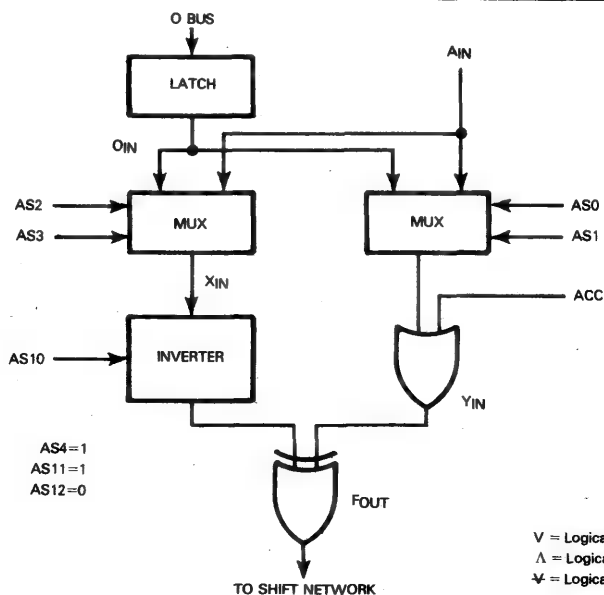 O BUS
AIN
LATCH
OIN
AS2
AS3
MUX
MUX
AS0
AS1
XIN
ACC
AS10
INVERTER
YIN
AS4=1
AS11=1
AS12=0
FOUT
V = Logica
Λ = Logica
V = Logica
TO SHIFT NETWORK